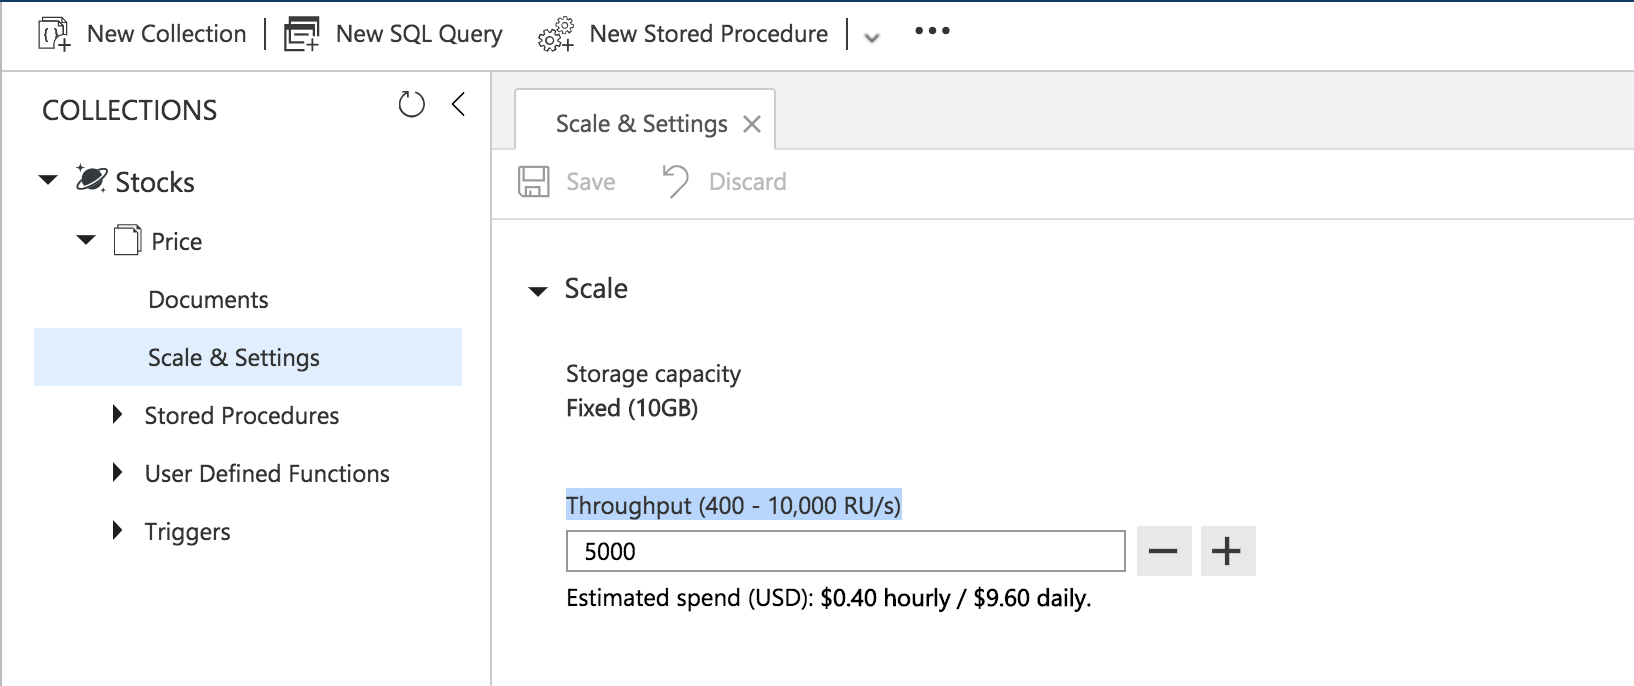 New Collection New SQL Query New Stored Procedure
COLLECTIONS
Stocks
Price
Documents
Scale & Settings
Stored Procedures
User Defined Functions
Triggers
Scale & Settings
Save Discard
Scale
Storage capacity
Fixed (10GB)
Throughput (400 - 10,000 RU/s)
5000
Estimated spend (USD): $0.40 hourly / $9.60 daily.